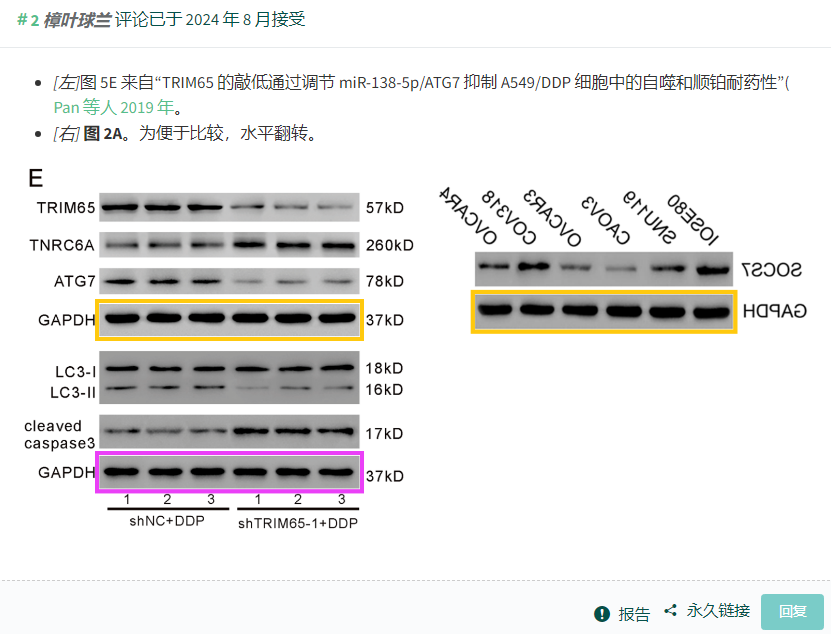 # 2 樟叶球兰 评论已于 2024 年 8 月接受
[左]图 5E 来自“TRIM65 的敲低通过调节 miR-138-5p/ATG7 抑制 A549/DDP 细胞中的自噬和顺铂耐药性”(
Pan 等人 2019 年。
[右] 图 2A。为便于比较，水平翻转。
E
TRIM65 57kD
TNRC6A 260kD
ATG7 78kD
GAPDH 37kD
LC3-I 18kD
LC3-II 16kD
cleaved
caspase3 17kD
GAPDH 37kD
1 2 3 1 2 3
shNC+DDP shTRIM65-1+DDP
OVCAR4 COV318 OVCAR3 CAOV3 SNU119 IOSE80
SOCS7
GAPDH
报告 永久链接 回复